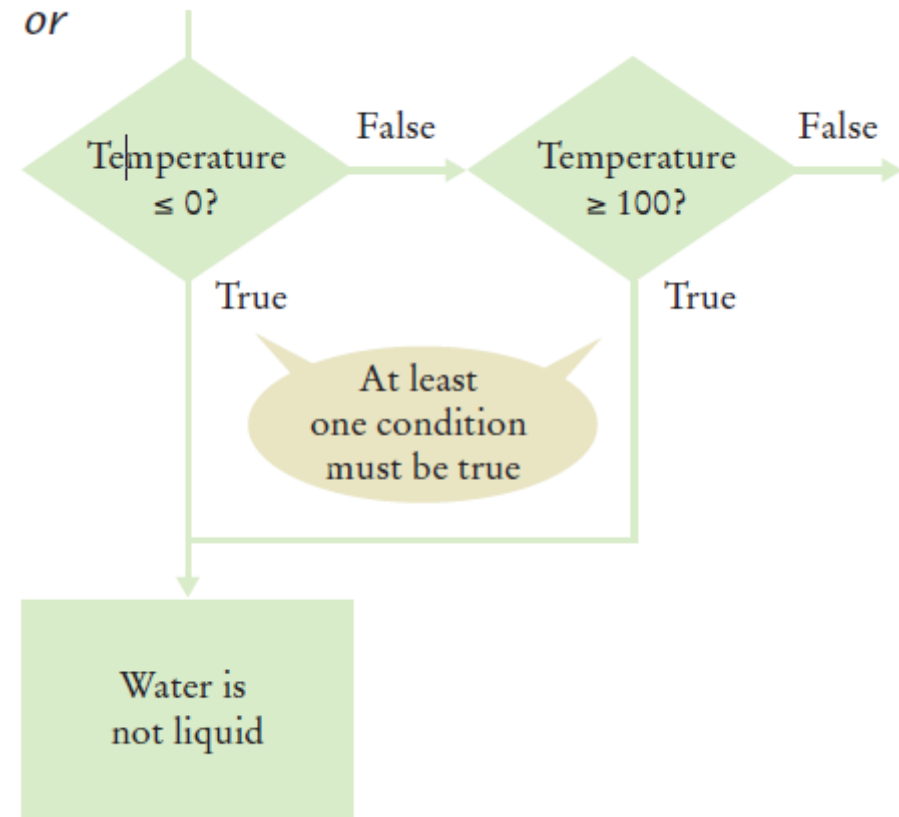 or
Temperature
≤ 0?
False
Temperature
≥ 100?
False
True
True
At least
one condition
must be true
Water is
not liquid